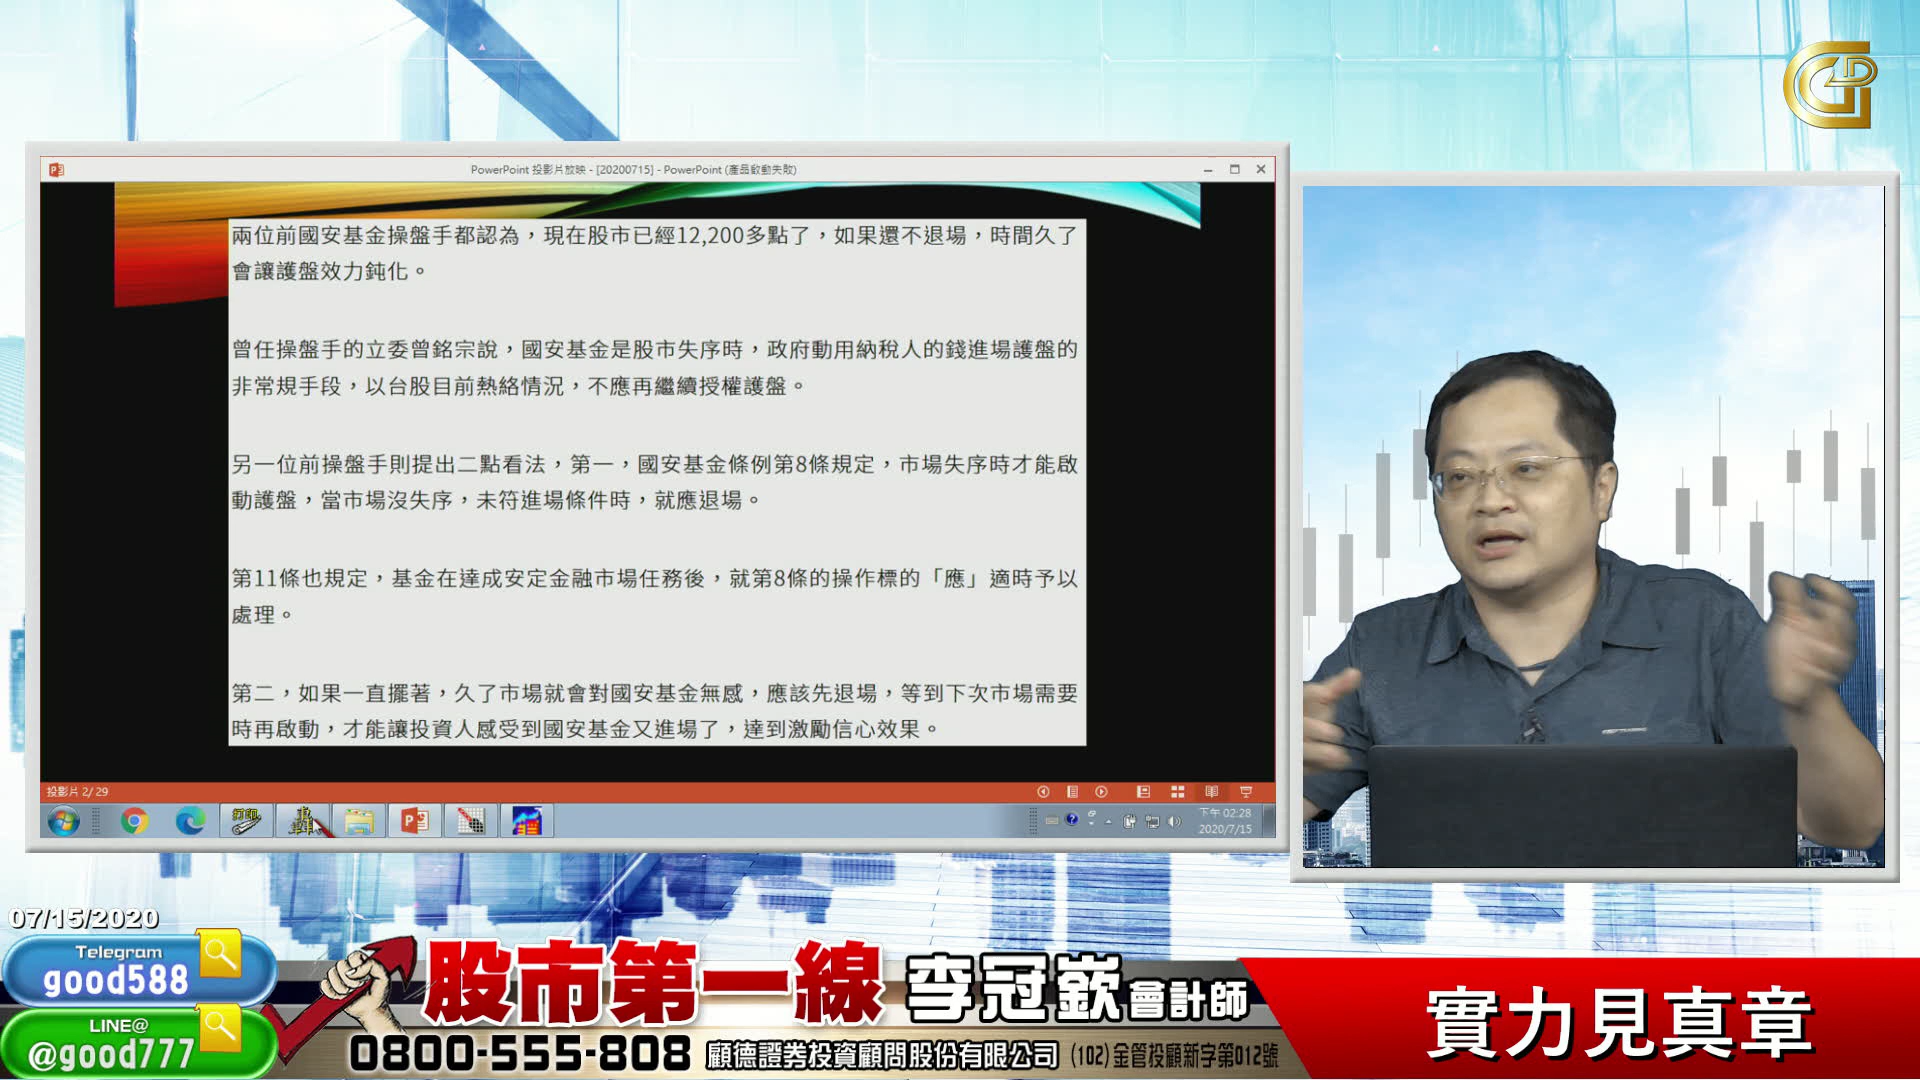 PowerPoint 投影片放映 - [20200715] - PowerPoint (產品啟動失敗)
兩位前國安基金操盤手都認為，現在股市已經12,200多點了，如果還不退場，時間久了
會讓護盤效力鈍化。
曾任操盤手的立委曾銘宗說，國安基金是股市失序時，政府動用納稅人的錢進場護盤的
非常規手段，以台股目前熱絡情況，不應再繼續授權護盤。
另一位前操盤手則提出二點看法，第一，國安基金條例第8條規定，市場失序時才能啟
動護盤，當市場沒失序，未符進場條件時，就應退場。
第11條也規定，基金在達成安定金融市場任務後，就第8條的操作標的「應」適時予以
處理。
第二，如果一直擺著，久了市場就會對國安基金無感，應該先退場，等到下次市場需要
時再啟動，才能讓投資人感受到國安基金又進場了，達到激勵信心效果。
投影片 2/ 29
下午 02:28
2020/7/15
07/15/2020
Telegram
good588
LINE@
@good777
股市第一線 李冠嶔 會計師
0800-555-808 顧德證券投資顧問股份有限公司 (102)金管投顧新字第012號
實力見真章